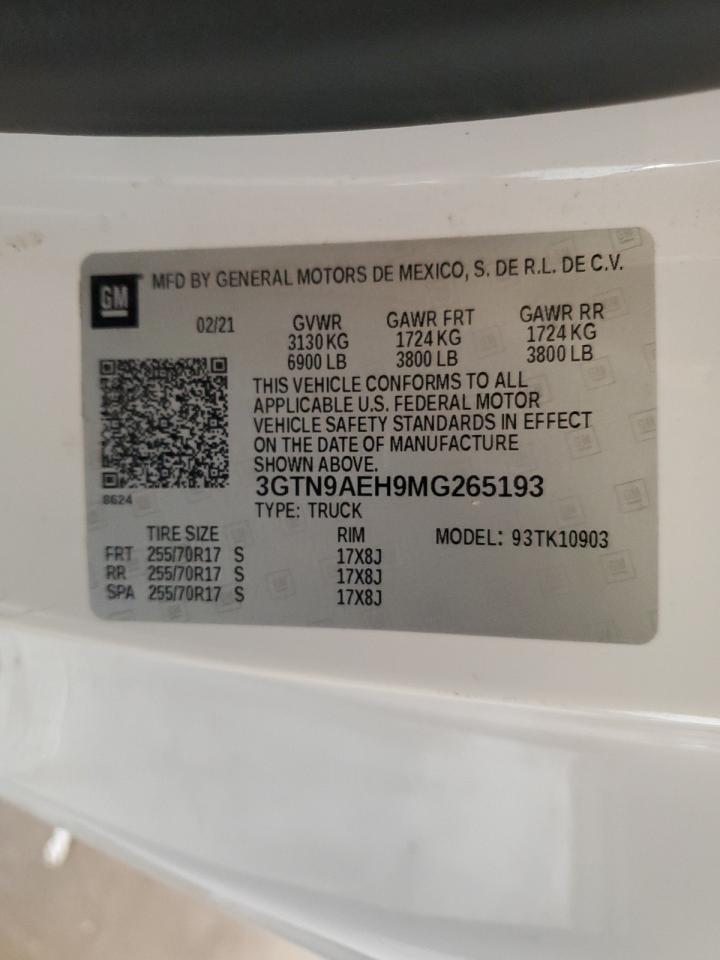 GM MFD BY GENERAL MOTORS DE MEXICO, S. DE R.L. DE C.V.
02/21 GVWR GAWR FRT GAWR RR
3130 KG 1724 KG 1724 KG
6900 LB 3800 LB 3800 LB
THIS VEHICLE CONFORMS TO ALL
APPLICABLE U.S. FEDERAL MOTOR
VEHICLE SAFETY STANDARDS IN EFFECT
ON THE DATE OF MANUFACTURE
SHOWN ABOVE.
8624 3GTN9AEH9MG265193
TYPE: TRUCK
TIRE SIZE RIM MODEL: 93TK10903
FRT 255/70R17 S 17X8J
RR 255/70R17 S 17X8J
SPA 255/70R17 S 17X8J